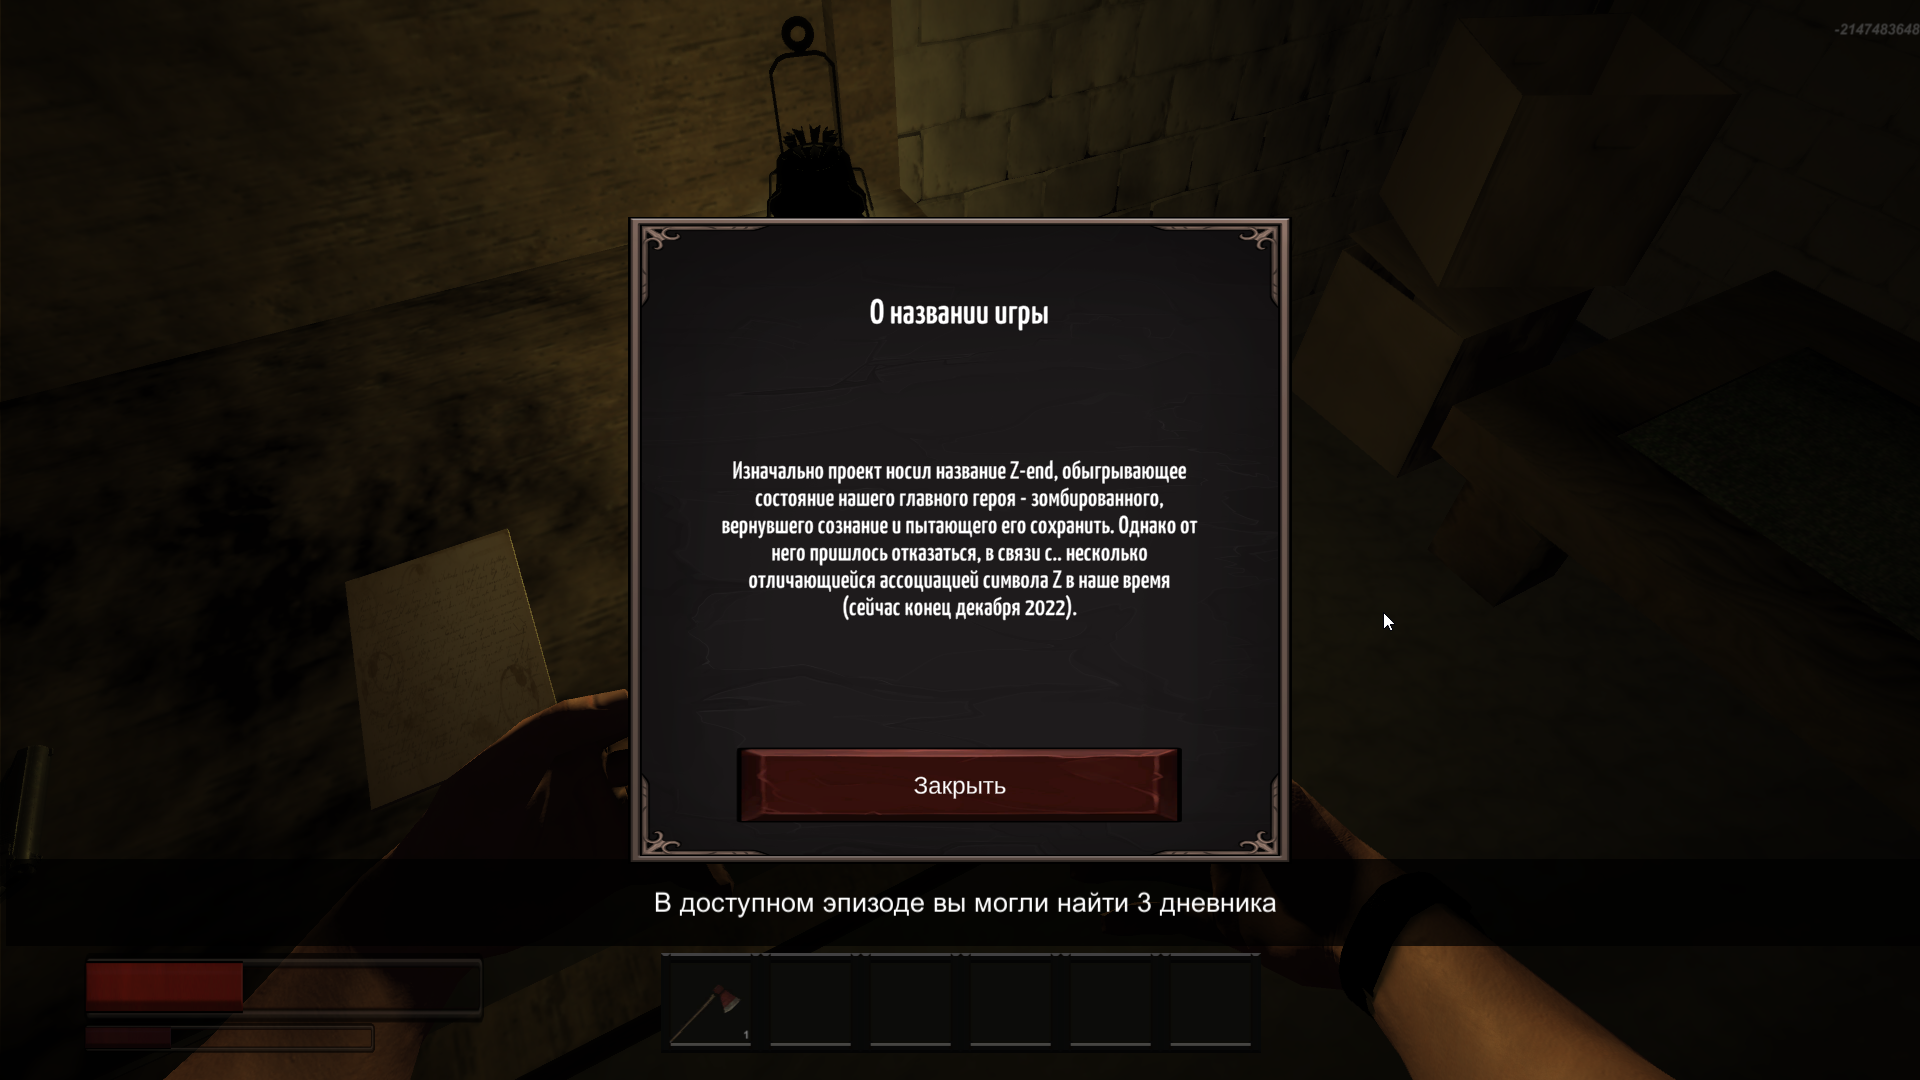 -2147483648
О названии игры
Изначально проект носил название Z-end, обыгрывающее
состояние нашего главного героя - зомбированного,
вернувшего сознание и пытающего его сохранить. Однако от
него пришлось отказаться, в связи с.. несколько
отличающиейся ассоциацией символа Z в наше время
(сейчас конец декабря 2022).
Закрыть
В доступном эпизоде вы могли найти 3 дневника
1